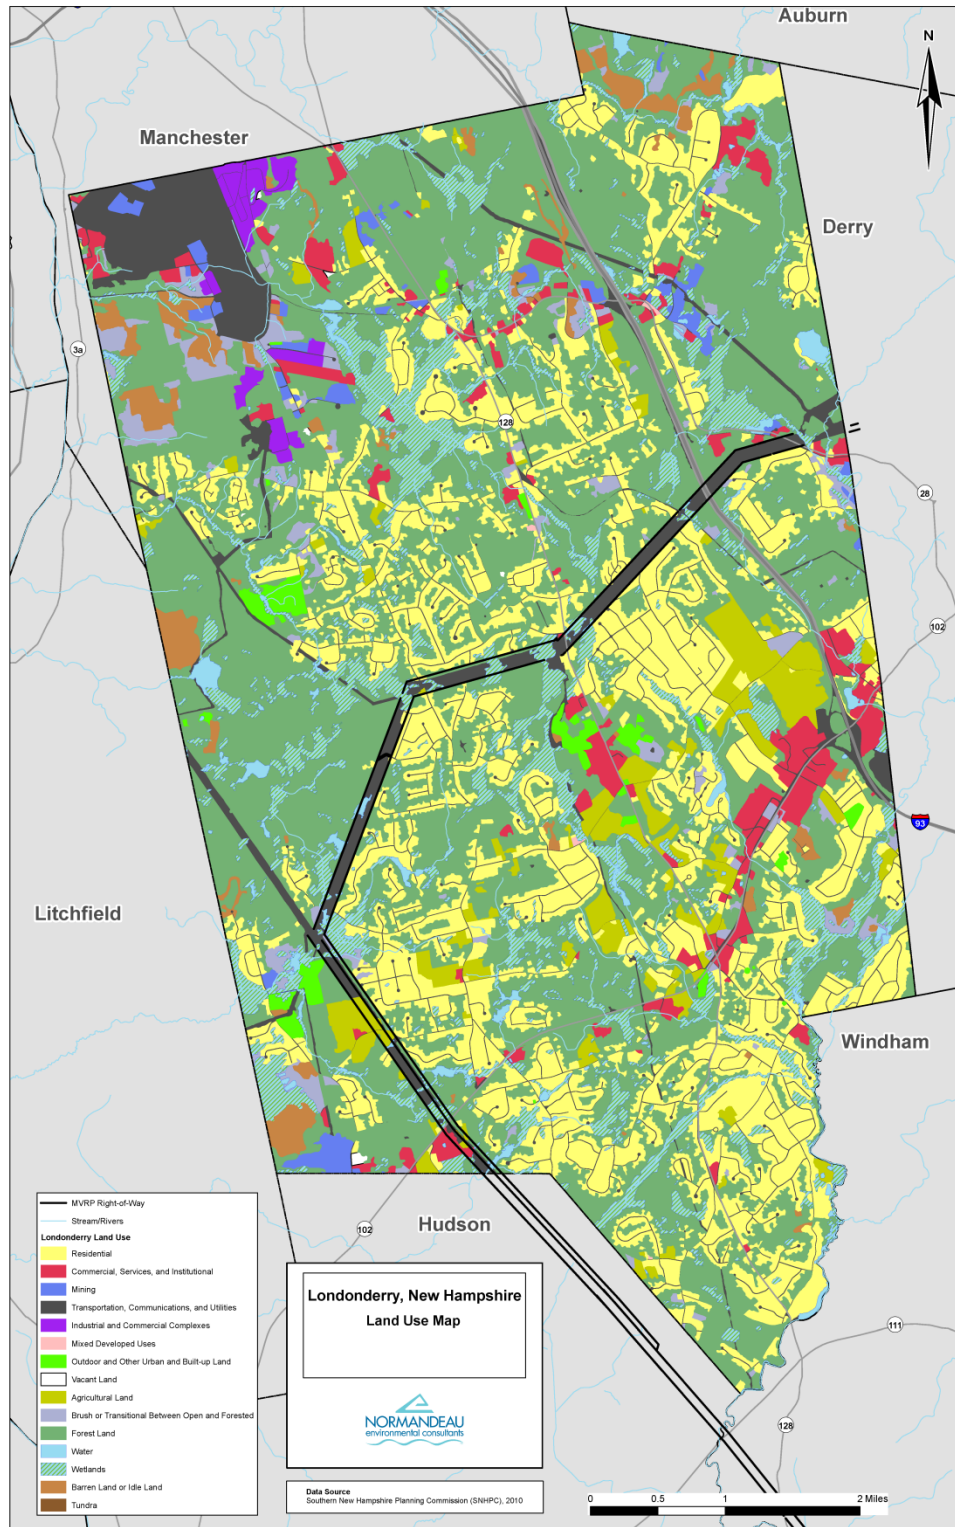 Auburn
N
Manchester
Derry
3a
128
28
102
93
Litchfield
Windham
Hudson
102
111
128
MVRP Right-of-Way
Stream/Rivers
Londonderry Land Use
Residential
Commercial, Services, and Institutional
Mining
Transportation, Communications, and Utilities
Industrial and Commercial Complexes
Mixed Developed Uses
Outdoor and Other Urban and Built-up Land
Vacant Land
Agricultural Land
Brush or Transitional Between Open and Forested
Forest Land
Water
Wetlands
Barren Land or Idle Land
Tundra
Londonderry, New Hampshire
Land Use Map
NORMANDEAU
environmental consultants
Data Source
Southern New Hampshire Planning Commission (SNHPC), 2010
0 0.5 1 2 Miles